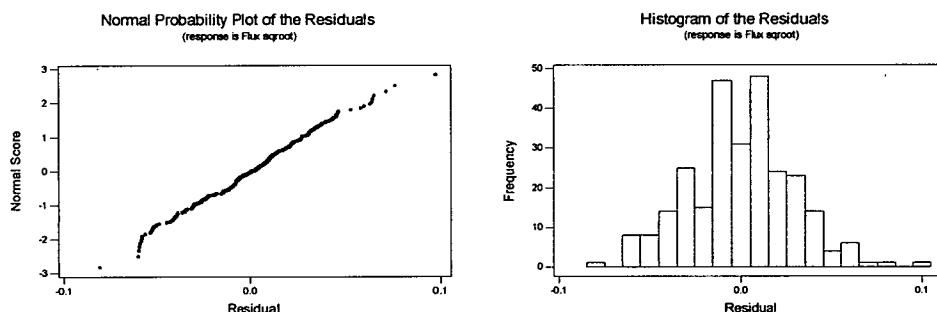 Normal Probability Plot of the Residuals
(response is Flux sqroot)
3
2
1
0
-1
-2
-3
Normal Score
-0.1
0.0
0.1
Residual
Histogram of the Residuals
(response is Flux sqroot)
50
40
30
20
10
0
Frequency
-0.1
0.0
0.1
Residual